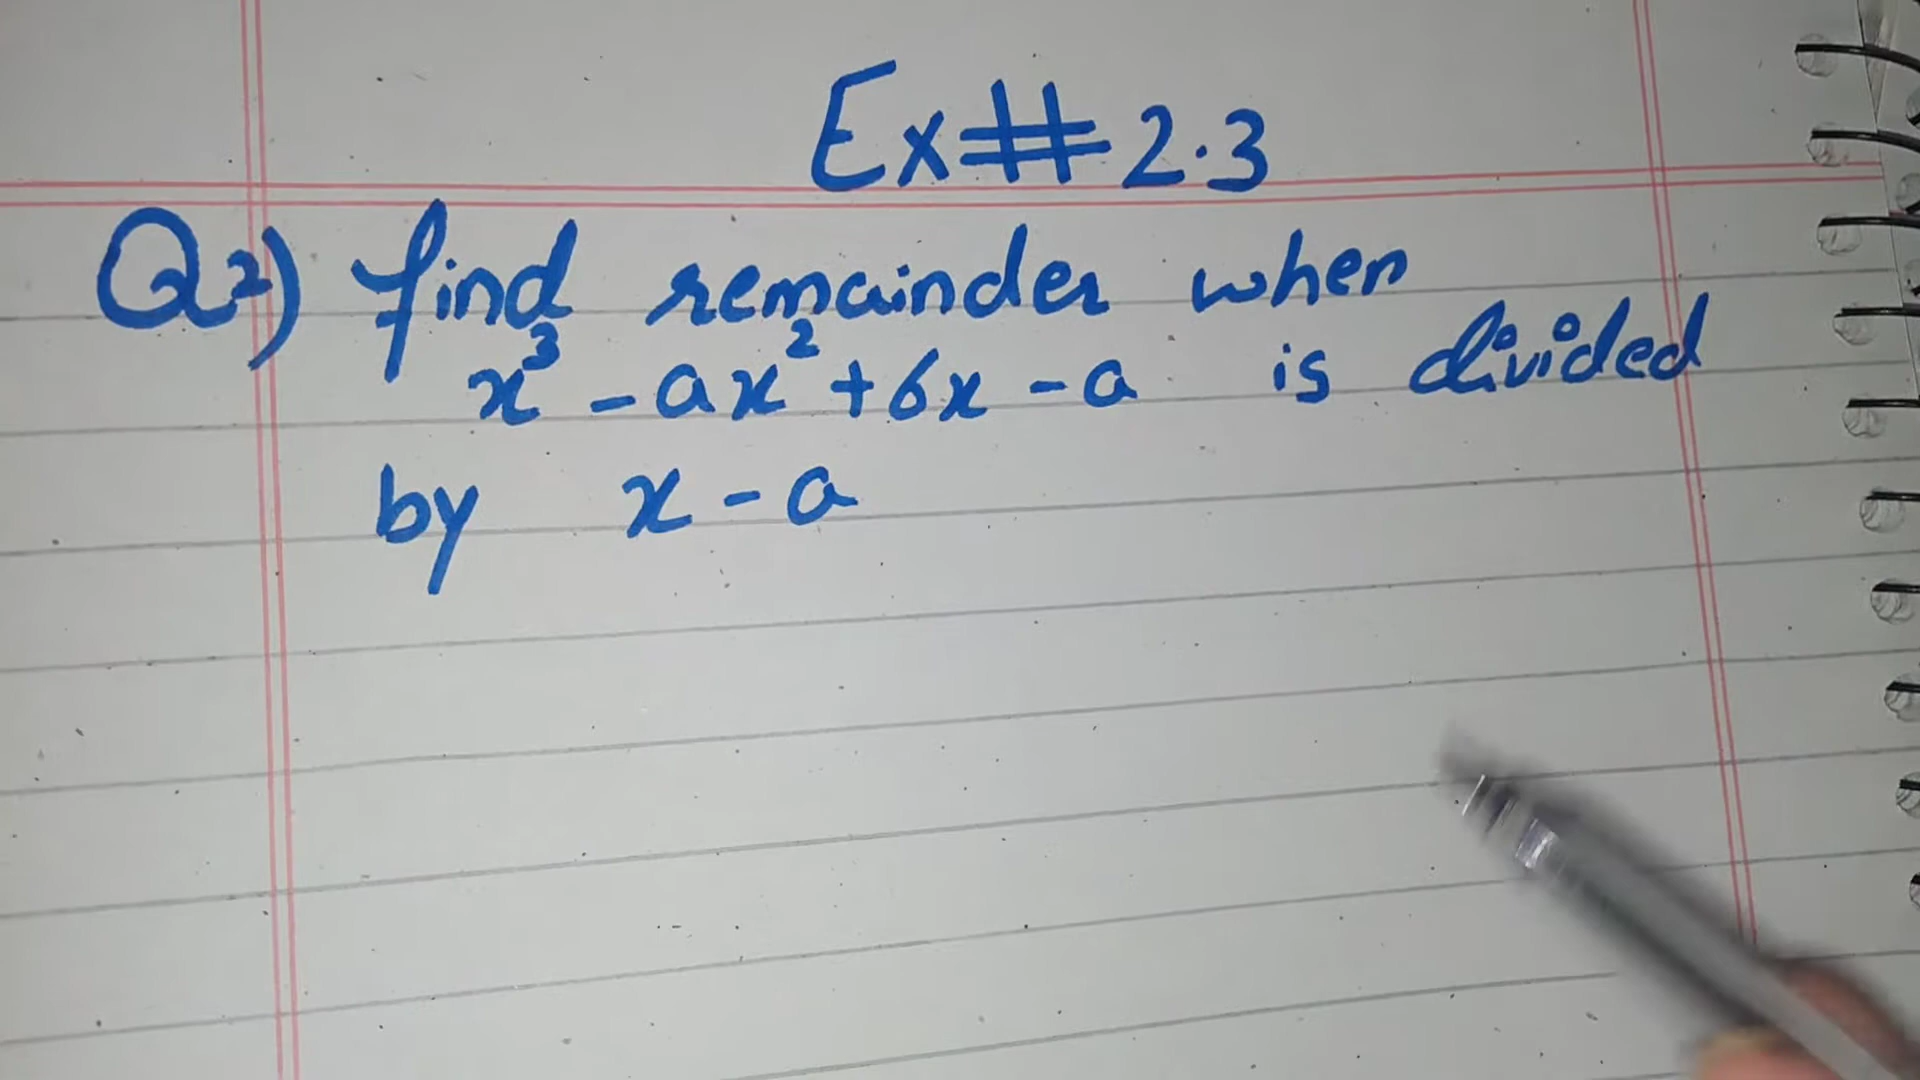 Ex# 2.3
Q2) find remainder when
x³ - ax² + 6x - a is divided
by x - a